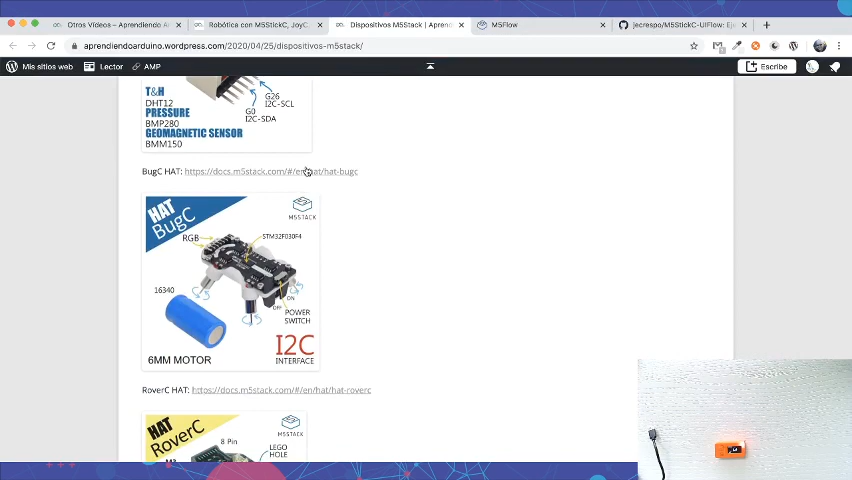 Otros Vídeos – Aprendiendo A
Robótica con M5StickC, JoyC
Dispositivos M5Stack | Apren
M5Flow
jecrespo/M5StickC-UIFlow: Eje
aprendiendoarduino.wordpress.com/2020/04/25/dispositivos-m5stack/
Mis sitios web
Lector
AMP
Escribe
G26
I2C-SCL
G0
I2C-SDA
T&H
DHT12
PRESSURE
BMP280
GEOMAGNETIC SENSOR
BMM150
BugC HAT: https://docs.m5stack.com/#/en/hat/hat-bugc
HAT
BugC
M5STACK
RGB
STM32F030F4
16340
ON
OFF
POWER
SWITCH
I2C
INTERFACE
6MM MOTOR
RoverC HAT: https://docs.m5stack.com/#/en/hat/hat-roverc
HAT
RoverC
M5STACK
8 Pin
LEGO
HOLE